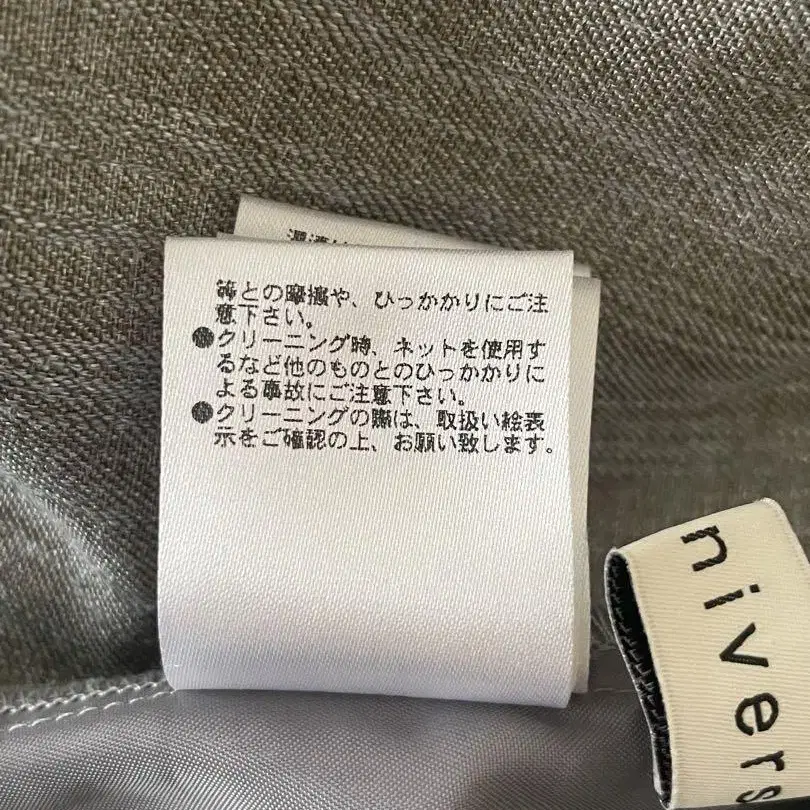 等との摩擦や、ひっかかりにご注
意下さい。
●クリーニング時、ネットを使用す
るなど他のものとのひっかかりに
よる事故にご注意下さい。
●クリーニングの際は、取扱い絵表
示をご確認の上、お願い致します。
nivers